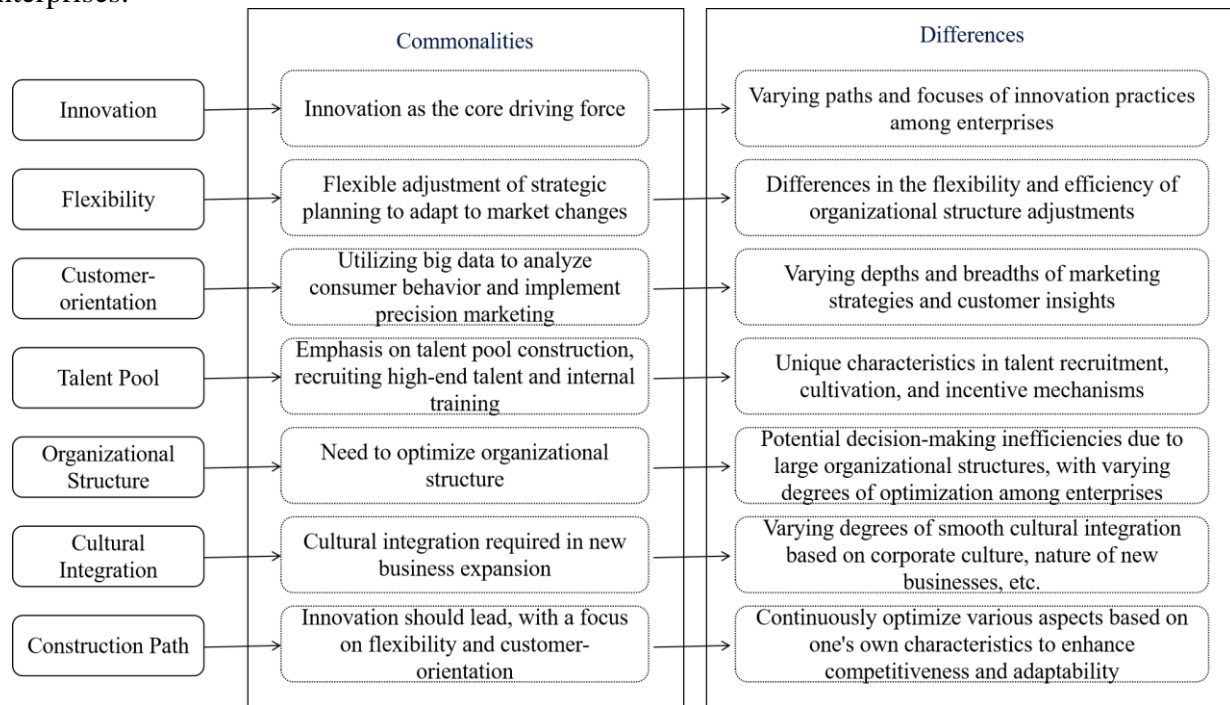 Commonalities
Differences
Innovation
Innovation as the core driving force
Varying paths and focuses of innovation practices
among enterprises
Flexibility
Flexible adjustment of strategic
planning to adapt to market changes
Differences in the flexibility and efficiency of
organizational structure adjustments
Customer-
orientation
Utilizing big data to analyze
consumer behavior and implement
precision marketing
Varying depths and breadths of marketing
strategies and customer insights
Talent Pool
Emphasis on talent pool construction,
recruiting high-end talent and internal
training
Unique characteristics in talent recruitment,
cultivation, and incentive mechanisms
Organizational
Structure
Need to optimize organizational
structure
Potential decision-making inefficiencies due to
large organizational structures, with varying
degrees of optimization among enterprises
Cultural
Integration
Cultural integration required in new
business expansion
Varying degrees of smooth cultural integration
based on corporate culture, nature of new
businesses, etc.
Construction Path
Innovation should lead, with a focus
on flexibility and customer-
orientation
Continuously optimize various aspects based on
one's own characteristics to enhance
competitiveness and adaptability